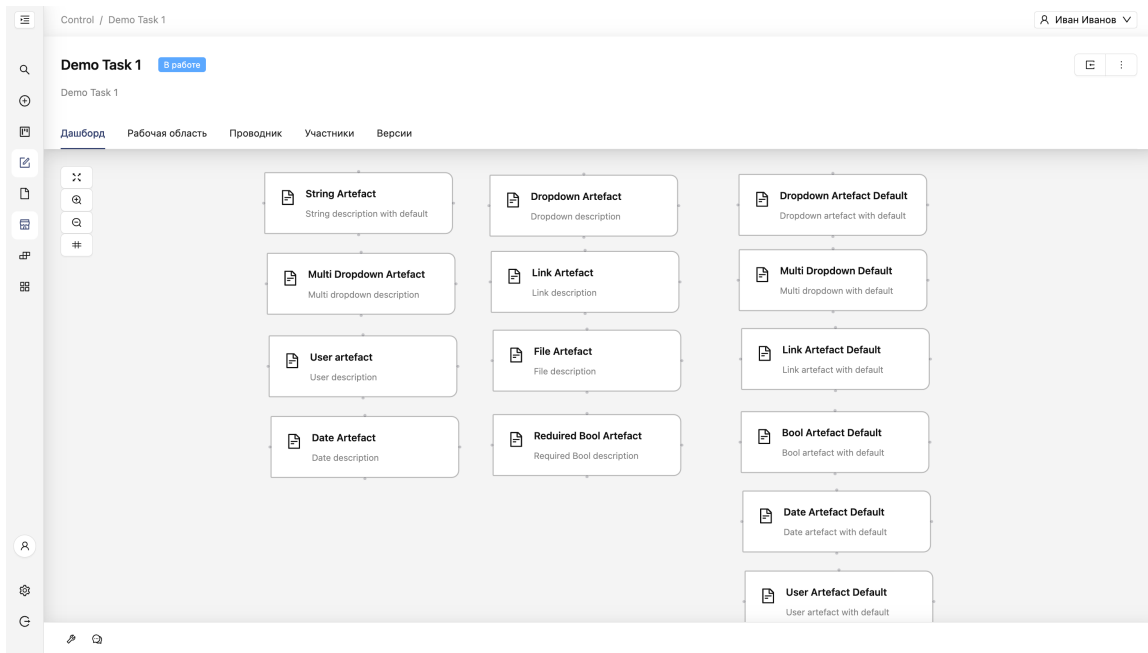 Control / Demo Task 1
Иван Иванов
Demo Task 1
В работе
Demo Task 1
Дашборд
Рабочая область
Проводник
Участники
Версии
String Artefact
String description with default
Dropdown Artefact
Dropdown description
Dropdown Artefact Default
Dropdown artefact with default
Multi Dropdown Artefact
Multi dropdown description
Link Artefact
Link description
Multi Dropdown Default
Multi dropdown with default
User artefact
User description
File Artefact
File description
Link Artefact Default
Link artefact with default
Date Artefact
Date description
Reduired Bool Artefact
Required Bool description
Bool Artefact Default
Bool artefact with default
Date Artefact Default
Date artefact with default
User Artefact Default
User artefact with default